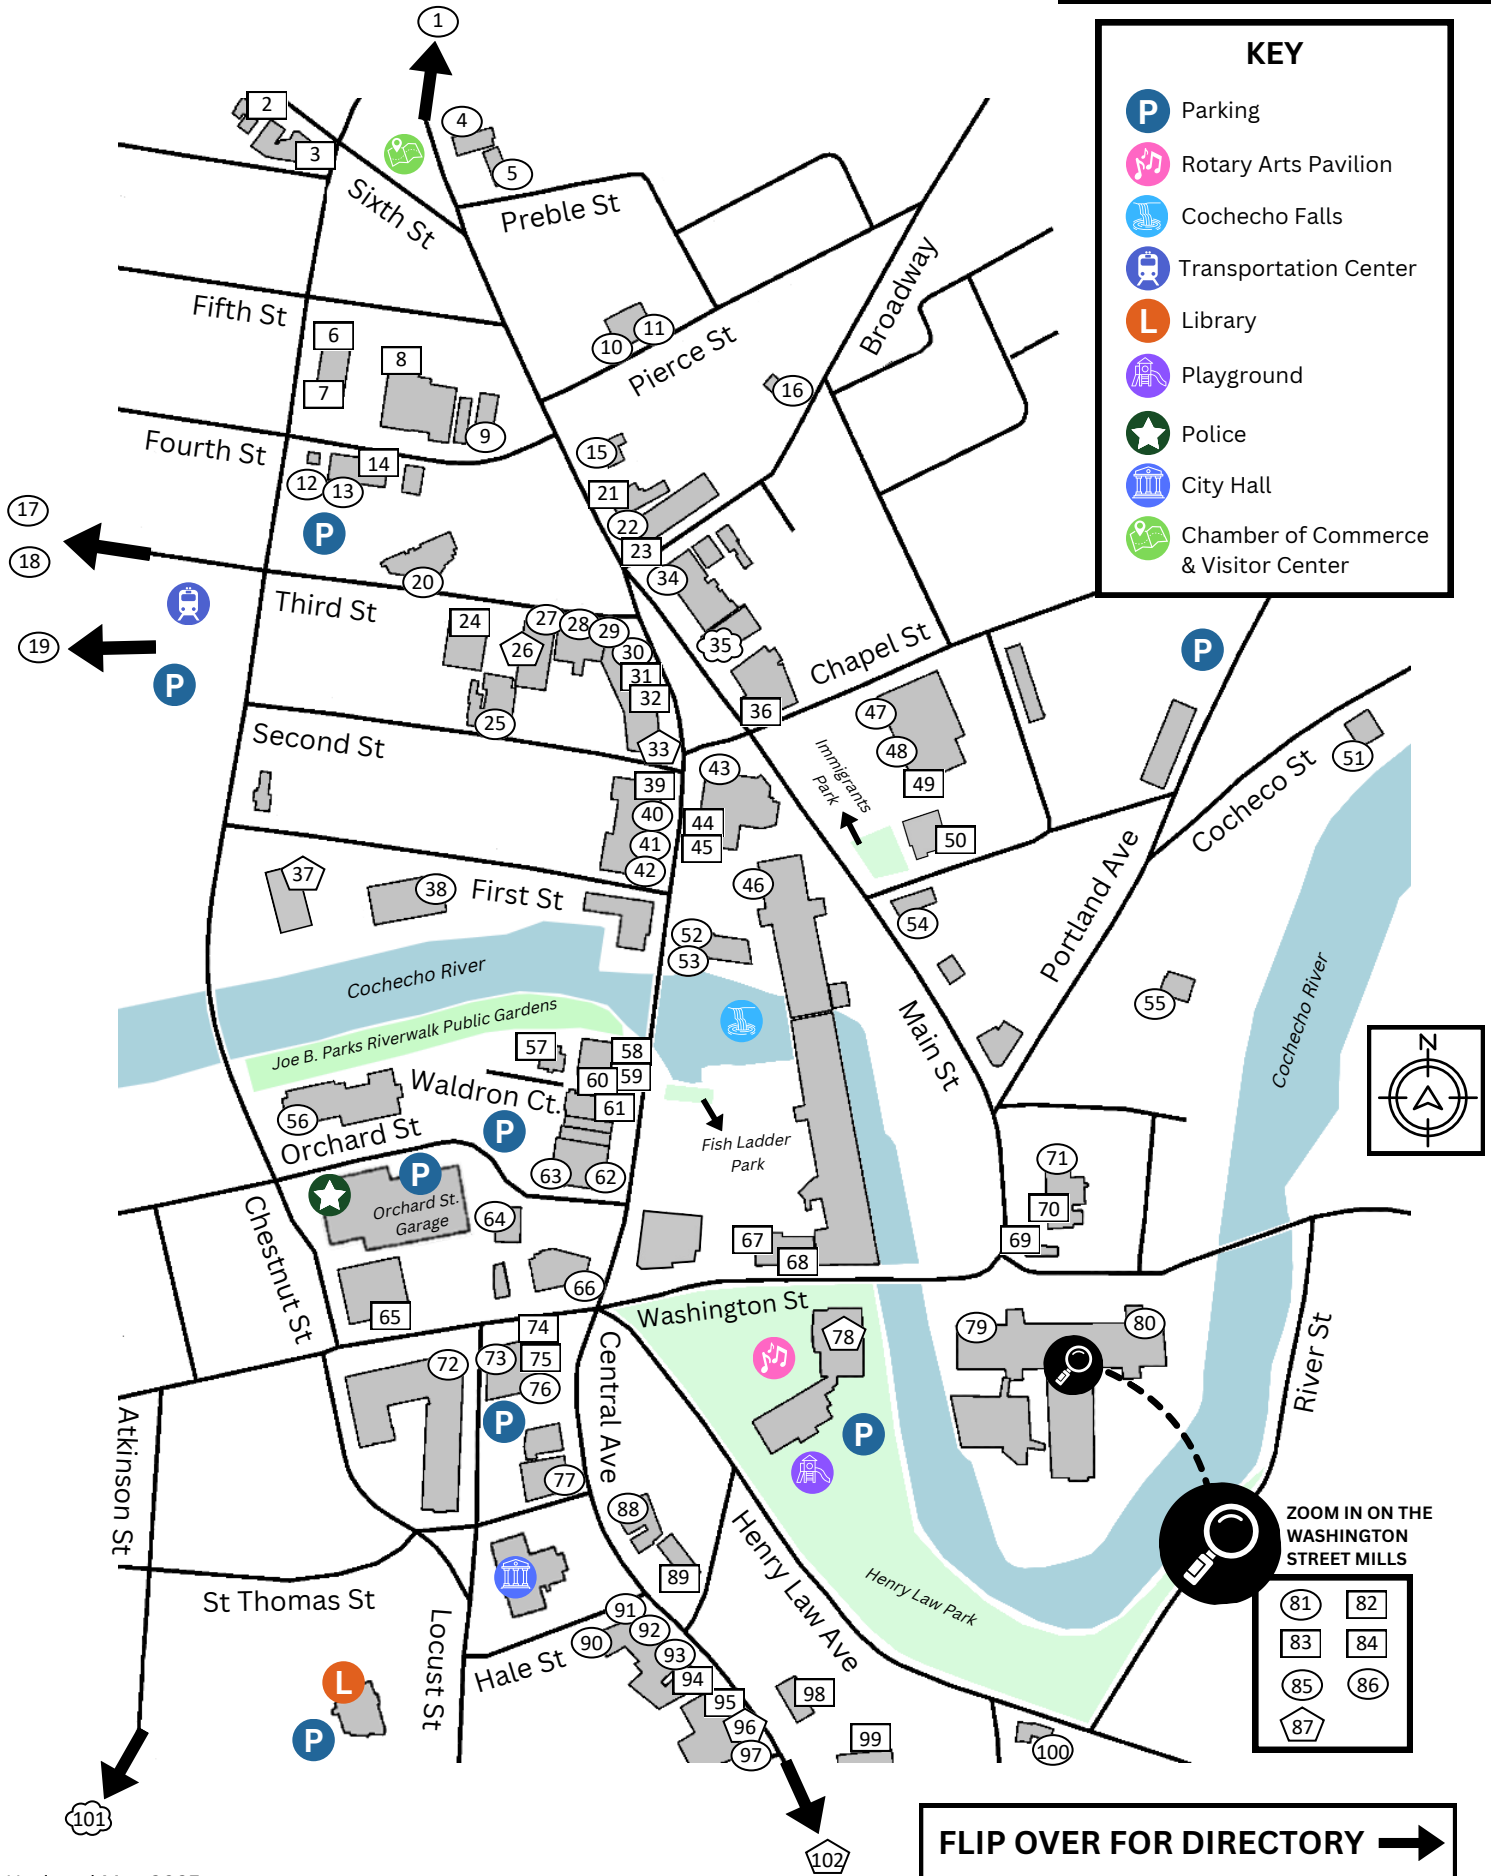 1
KEY
P Parking
Rotary Arts Pavilion
Cochecho Falls
Transportation Center
L Library
Playground
Police
City Hall
Chamber of Commerce
& Visitor Center
2
3
4
5
Sixth St
Preble St
Fifth St
6
7
8
9
10
11
Pierce St
Broadway
16
Fourth St
12
13
14
P
15
17
18
19
20
21
22
23
Third St
P
24
25
26
27
28
29
30
31
32
33
34
35
36
Chapel St
P
Second St
37
38
39
40
41
42
43
44
45
46
47
48
49
50
Immigrants
Park
51
Cocheco St
First St
52
53
54
55
Portland Ave
Main St
Cochecho River
Cochecho River
Joe B. Parks Riverwalk Public Gardens
N
56
57
58
59
60
61
62
63
Waldron Ct.
P
Orchard St
P
Orchard St.
Garage
Fish Ladder
Park
64
65
66
67
68
69
70
71
Chestnut St
Washington St
72
73
74
75
76
77
P
78
79
80
P
Central Ave
River St
Atkinson St
St Thomas St
Locust St
Hale St
Henry Law Ave
Henry Law Park
88
89
90
91
92
93
94
95
96
97
98
99
100
L
P
101
102
ZOOM IN ON THE
WASHINGTON
STREET MILLS
81 82
83 84
85 86
87
FLIP OVER FOR DIRECTORY